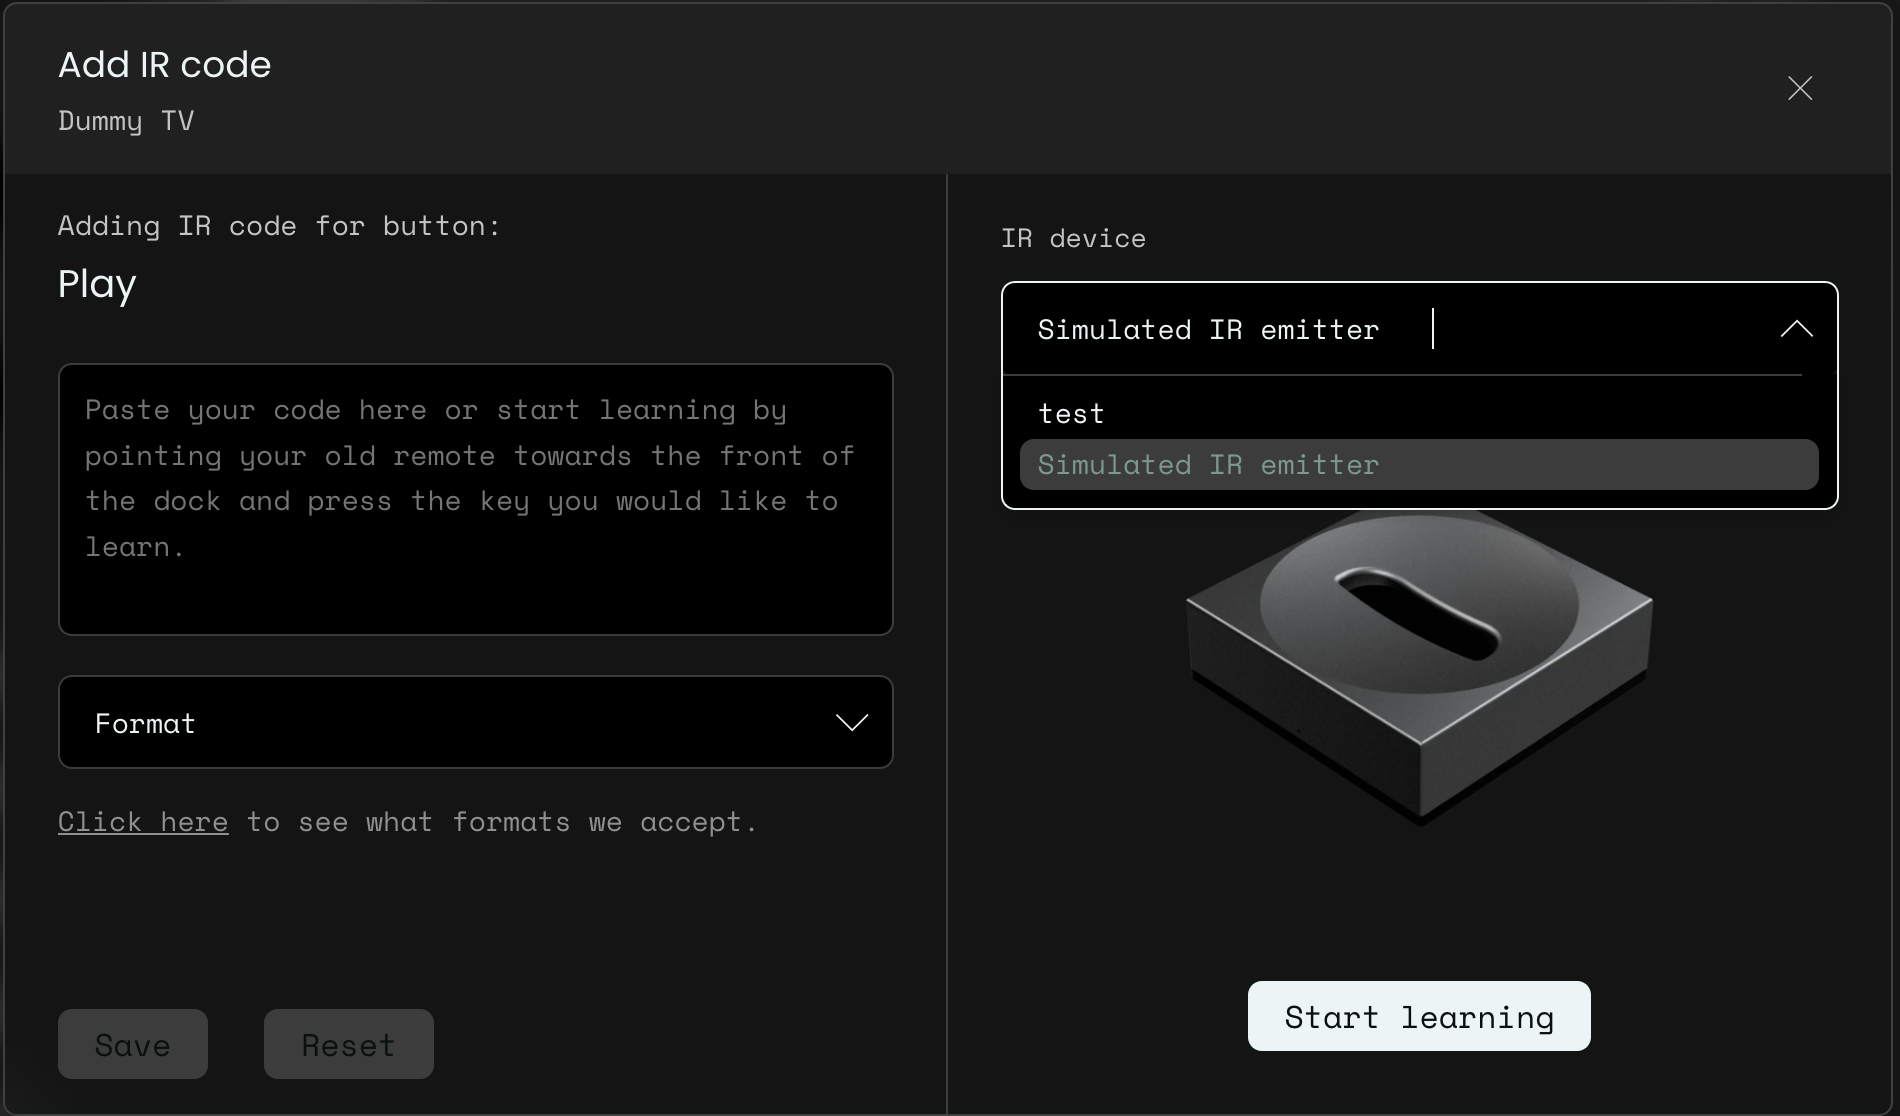 Add IR code
Dummy TV
Adding IR code for button:
Play
Paste your code here or start learning by
pointing your old remote towards the front of
the dock and press the key you would like to
learn.
Format
Click here to see what formats we accept.
Save
Reset
IR device
Simulated IR emitter
test
Simulated IR emitter
Start learning